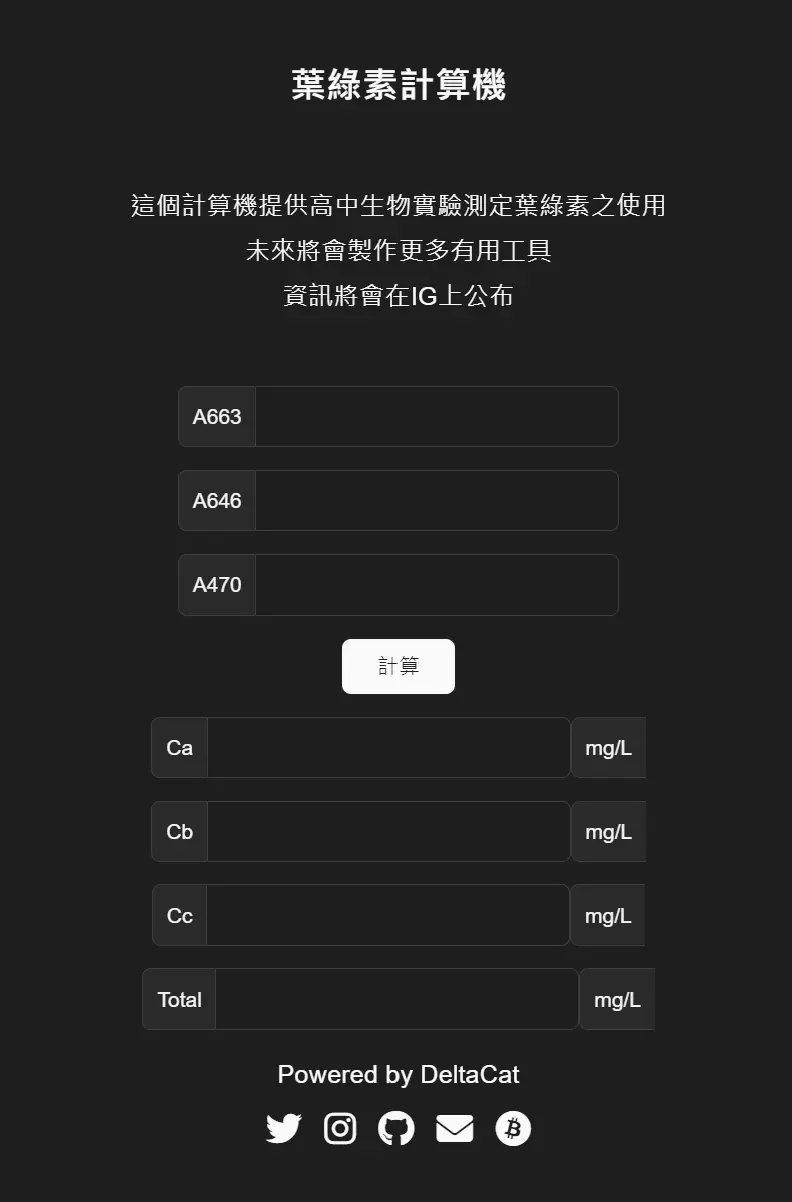 葉綠素計算機
這個計算機提供高中生物實驗測定葉綠素之使用
未來將會製作更多有用工具
資訊將會在IG上公布
A663
A646
A470
計算
Ca mg/L
Cb mg/L
Cc mg/L
Total mg/L
Powered by DeltaCat